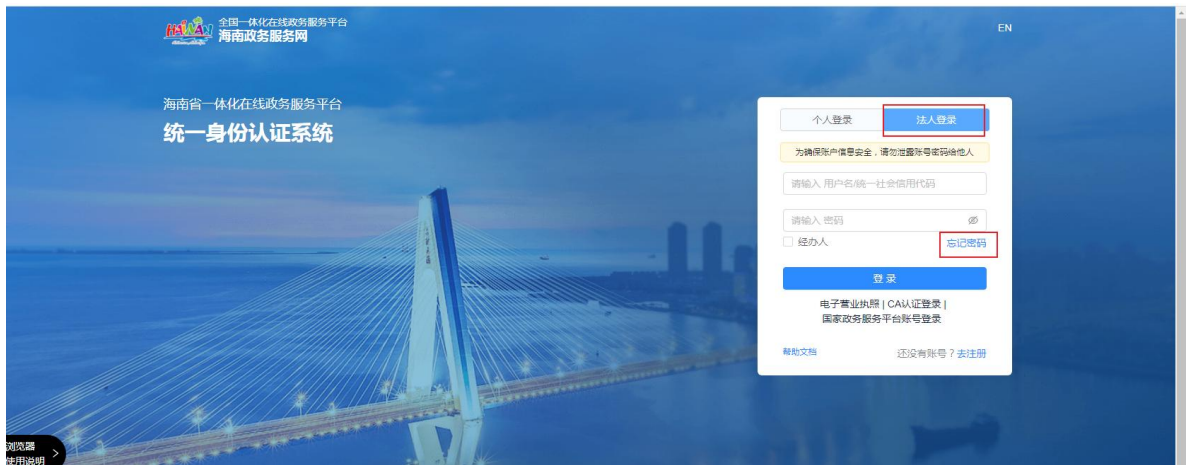 HAINAN
全国一体化在线政务服务平台
海南政务服务网
EN
海南省一体化在线政务服务平台
统一身份认证系统
个人登录
法人登录
为确保账户信息安全，请勿泄露账号密码给他人
请输入 用户名/统一社会信用代码
请输入 密码
经办人
忘记密码
登 录
电子营业执照 | CA认证登录 |
国家政务服务平台账号登录
帮助文档
还没有账号？去注册
浏览器
使用说明